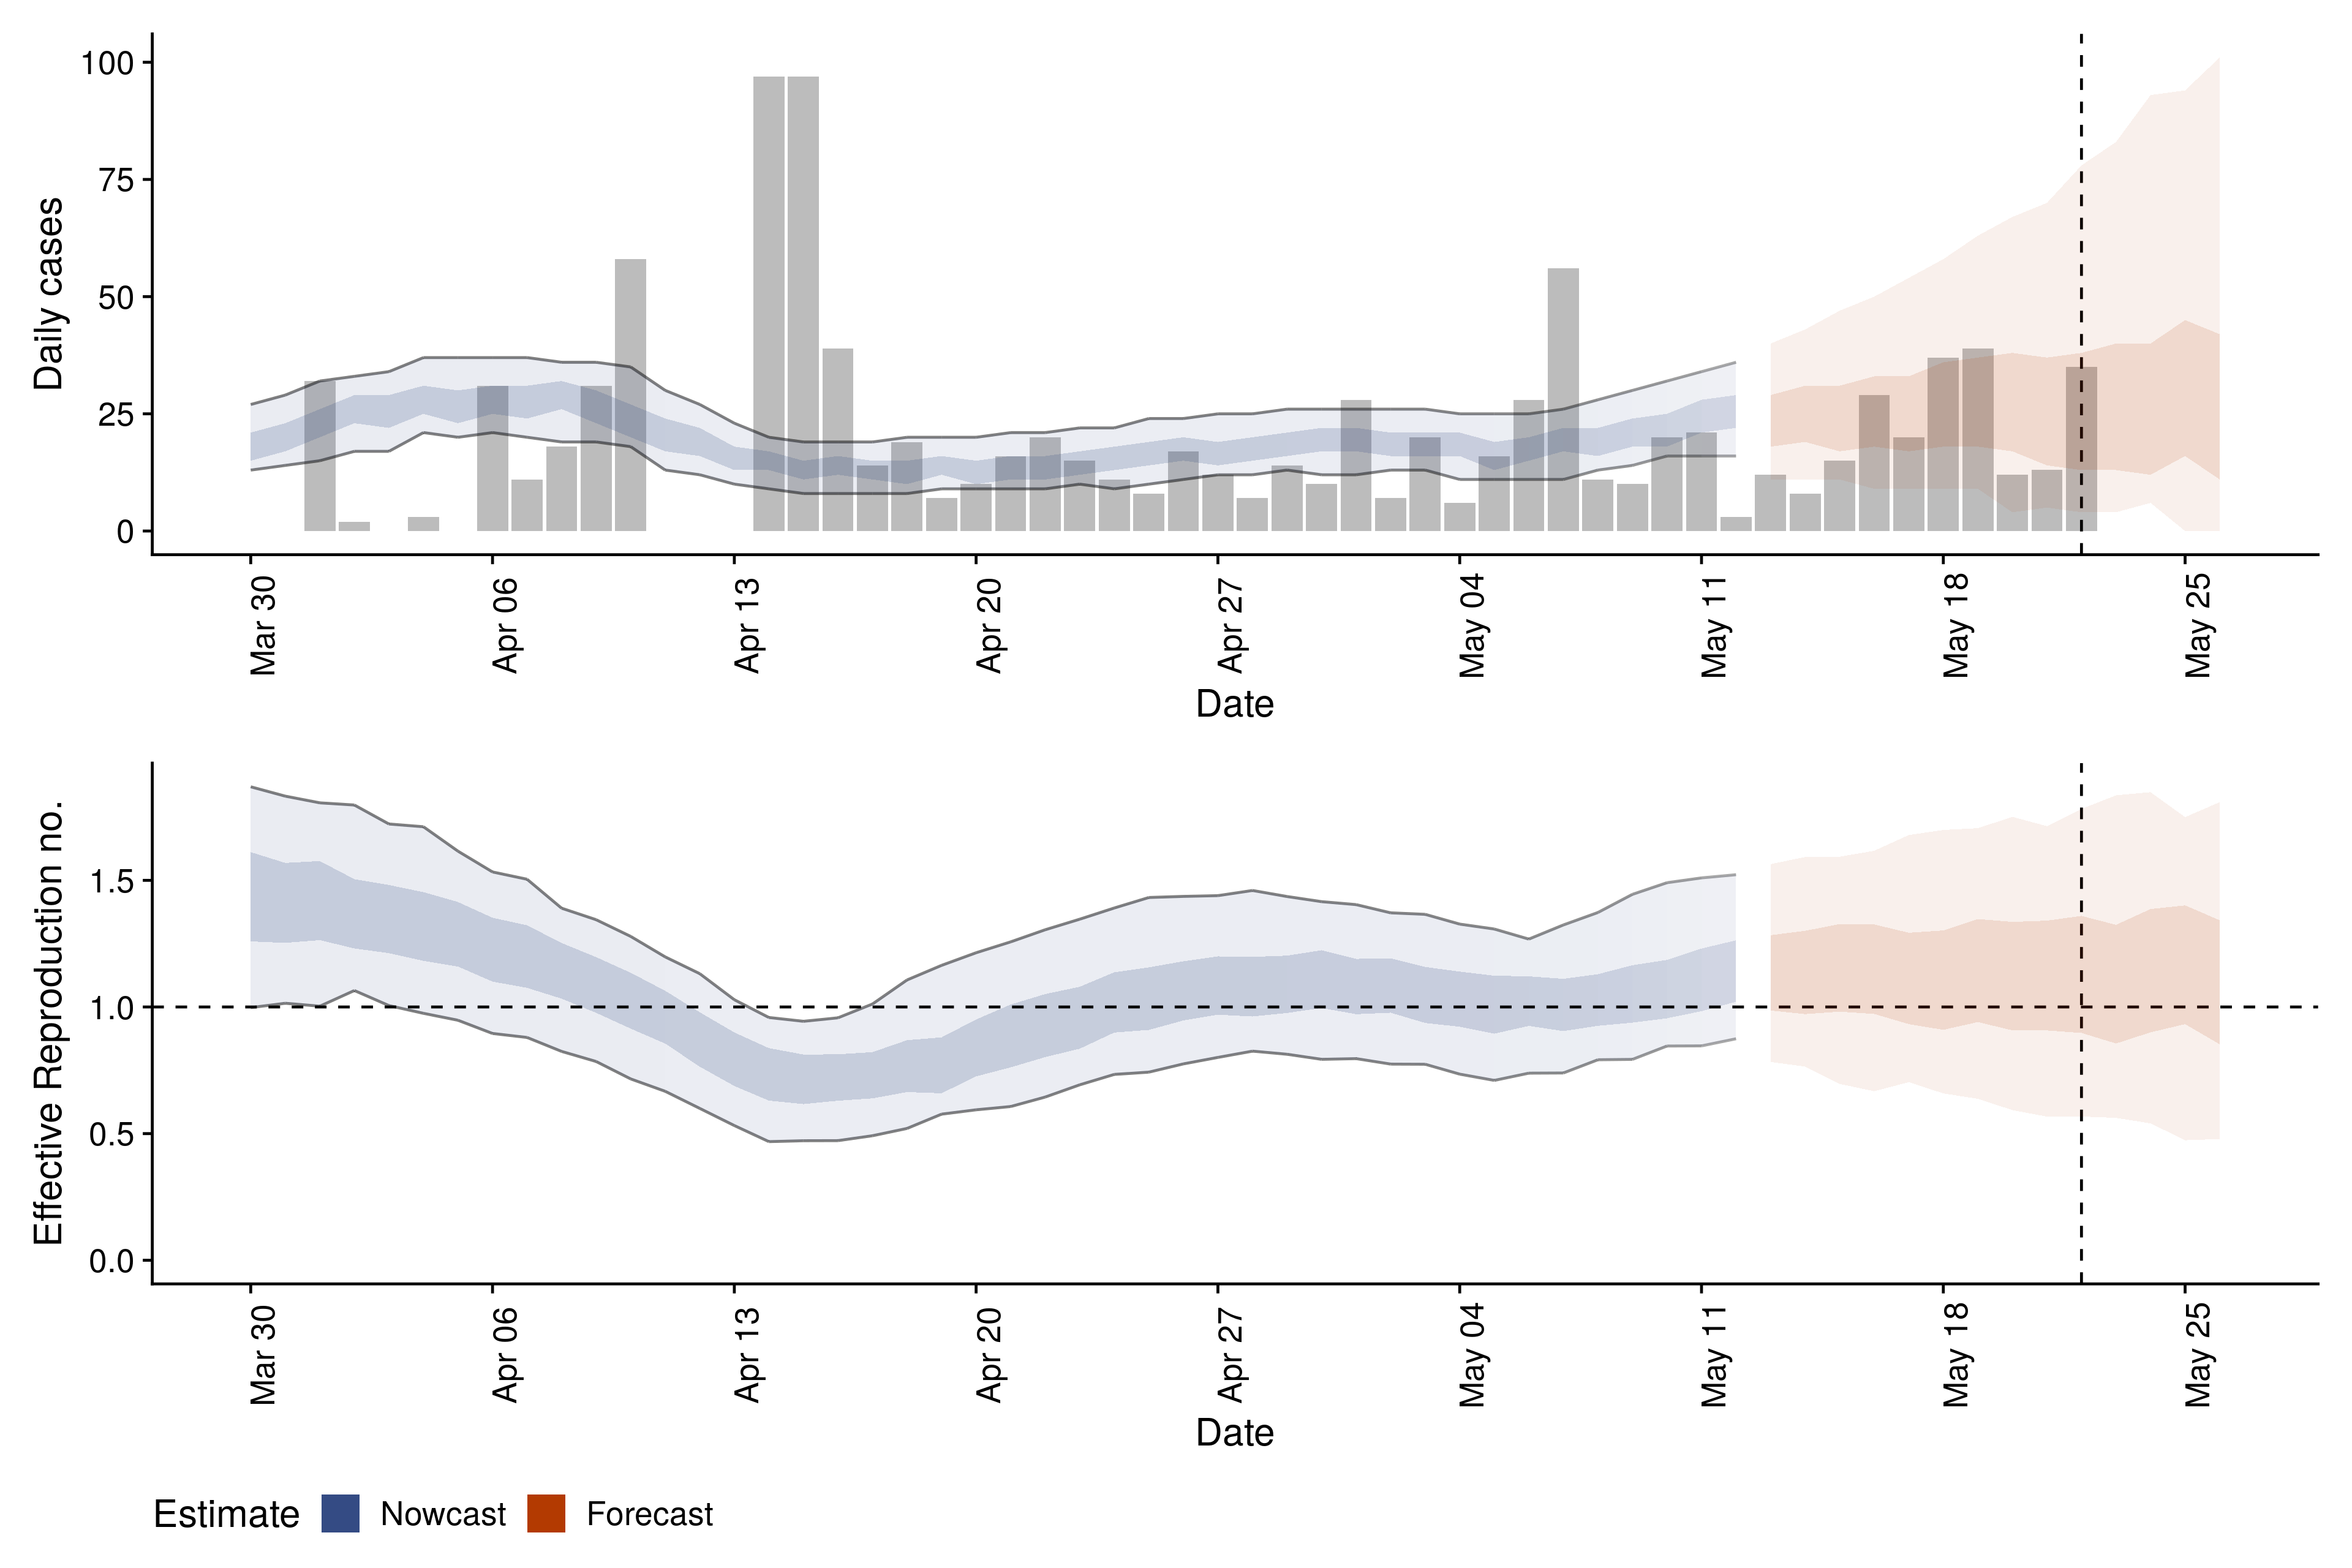 Daily cases
100
75
50
25
0
Mar 30
Apr 06
Apr 13
Apr 20
Apr 27
May 04
May 11
May 18
May 25
Date
Effective Reproduction no.
1.5
1.0
0.5
0.0
Mar 30
Apr 06
Apr 13
Apr 20
Apr 27
May 04
May 11
May 18
May 25
Date
Estimate Nowcast Forecast